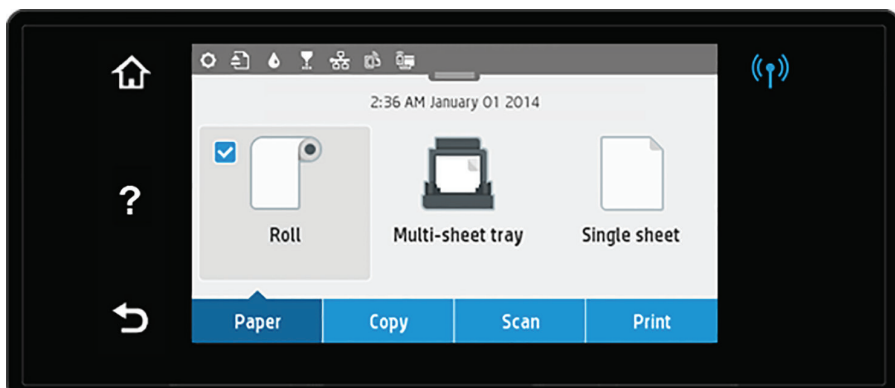 2:36 AM January 01 2014
?
Roll
Multi-sheet tray
Single sheet
Paper
Copy
Scan
Print